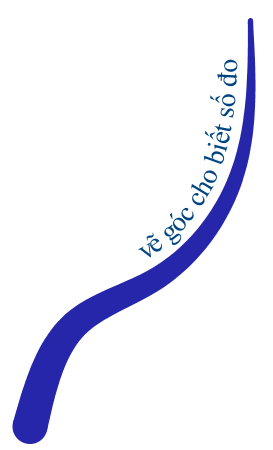 vẽ góc cho biết số đo